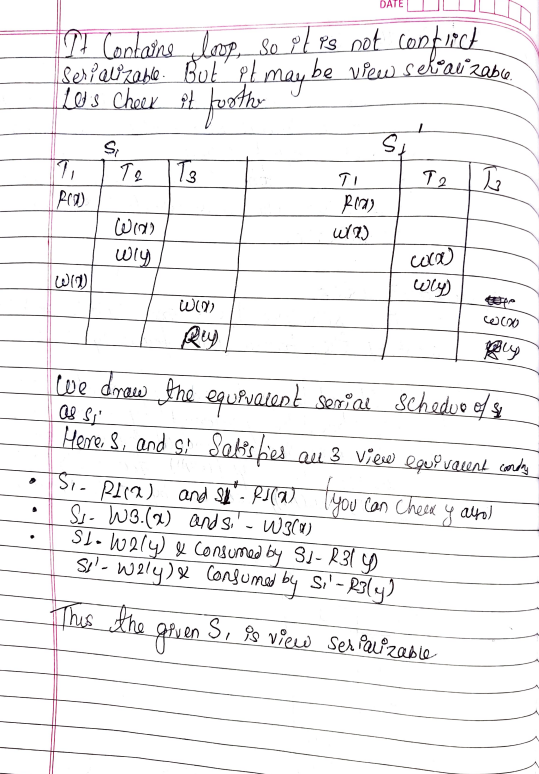 DATE
It Contains loop, so it is not conflict
serializable. But it may be view serializable.
Lets check it furthr
S1 S1'
T1 T2 T3 T1 T2 T3
R(x) R(x)
W(x) W(x)
W(y) W(x)
W(x) W(y)
W(x) W(x)
R(y) R(y)
We draw the equivalent serial schedule of S1
as S1'
Here, S1 and S1' Satisfies all 3 view equivalent conds
• S1 - R1(x) and S1' - R1(x) (you can check y also)
• S1 - W3.(x) and S1' - W3(x)
• S1 - W2(y) & Consumed by S1 - R3(y)
S1' - W2(y) & Consumed by S1' - R3(y)
This the given S1 is view serializable